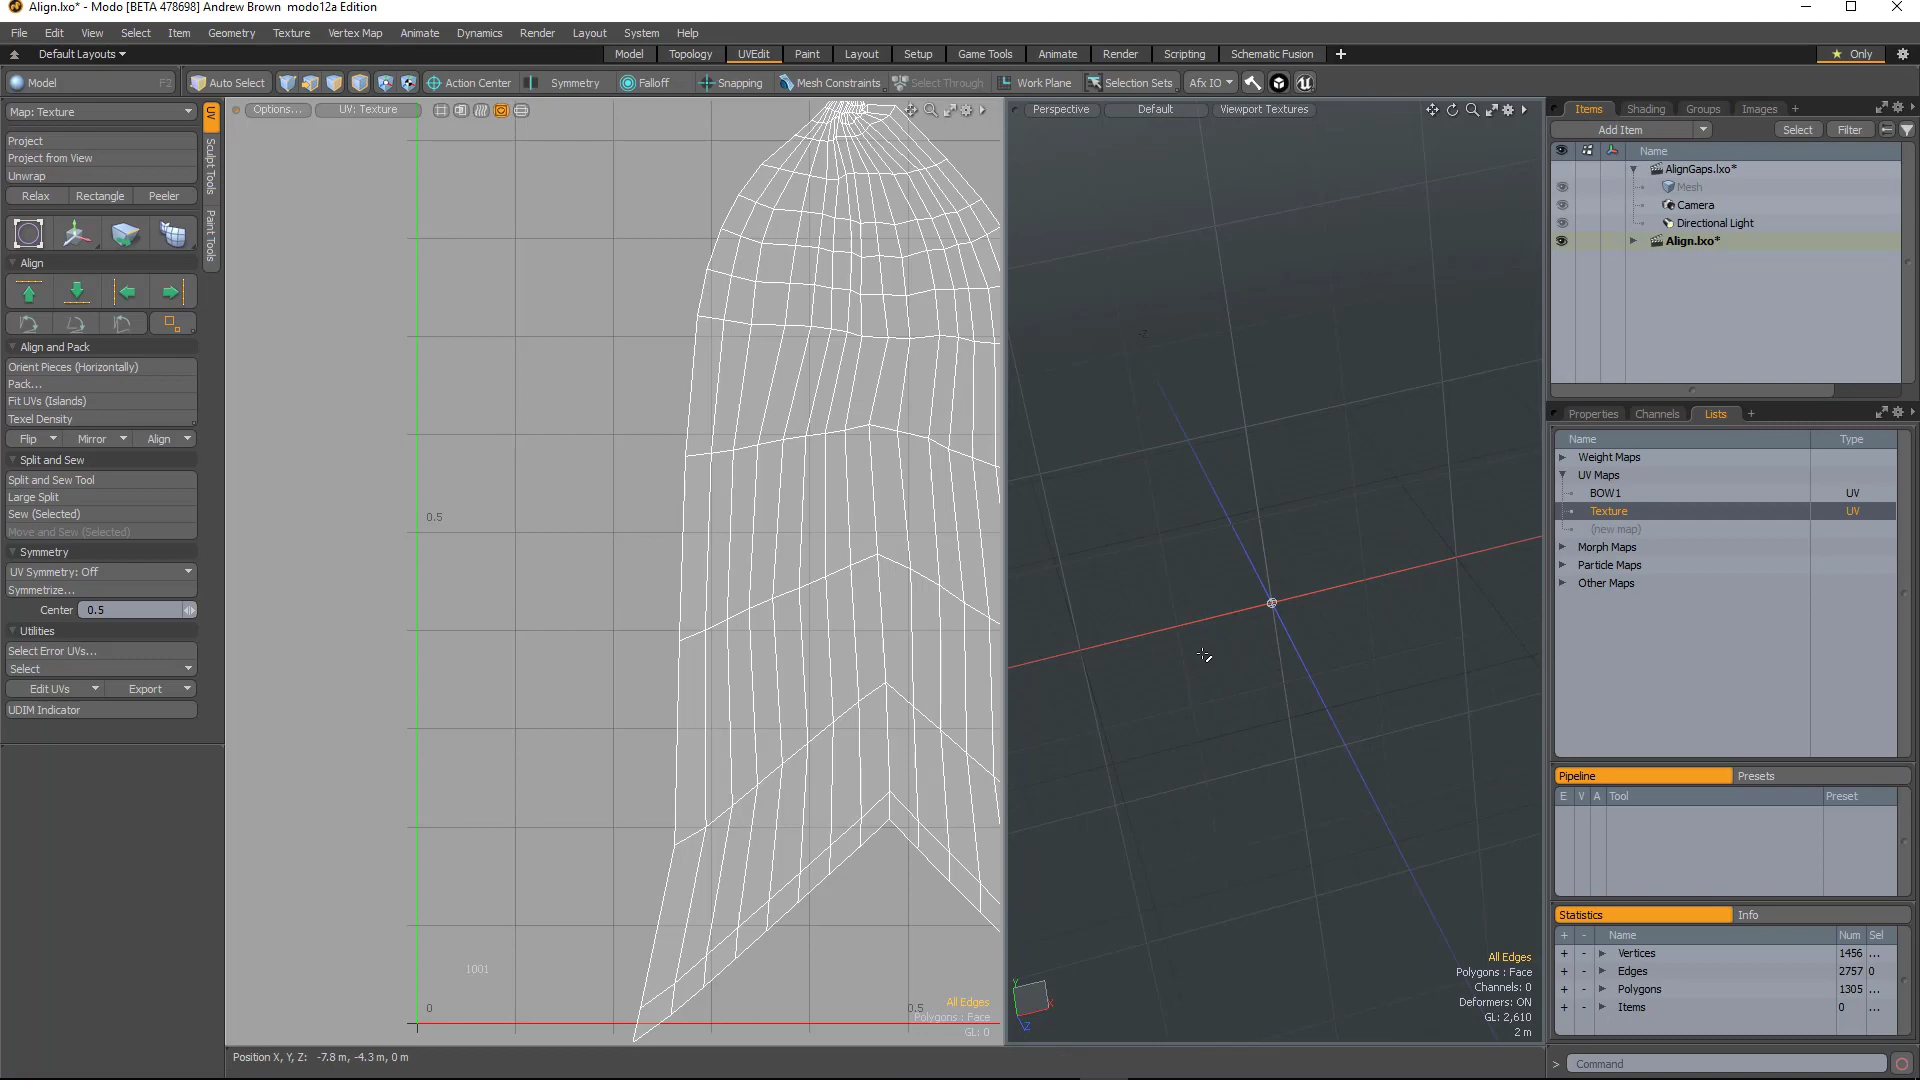 Align.lxo* - Modo [BETA 478698] Andrew Brown modo12a Edition
File Edit View Select Item Geometry Texture Vertex Map Animate Dynamics Render Layout System Help
Default Layouts Model Topology UVEdit Paint Layout Setup Game Tools Animate Render Scripting Schematic Fusion + Only
Model F2 Auto Select Action Center Symmetry Falloff Snapping Mesh Constraints Select Through Work Plane Selection Sets Afx IO
Map: Texture
Project
Project from View
Unwrap
Relax Rectangle Peeler
Align
Align and Pack
Orient Pieces (Horizontally)
Pack...
Fit UVs (Islands)
Texel Density
Flip Mirror Align
Split and Sew
Split and Sew Tool
Large Split
Sew (Selected)
Move and Sew (Selected)
Symmetry
UV Symmetry: Off
Symmetrize...
Center 0.5
Utilities
Select Error UVs...
Select
Edit UVs Export
UDIM Indicator
UV
Sculpt Tools
Paint Tools
Options... UV: Texture
0.5
1001
0
0.5
All Edges
Polygons : Face
GL: 0
Position X, Y, Z: -7.8 m, -4.3 m, 0 m
Perspective Default Viewport Textures
-Z
Y
X
Z
All Edges
Polygons : Face
Channels: 0
Deformers: ON
GL: 2,610
2 m
Items Shading Groups Images +
Add Item Select Filter
Name
AlignGaps.lxo*
Mesh
Camera
Directional Light
Align.lxo*
Properties Channels Lists +
Name Type
Weight Maps
UV Maps
BOW1 UV
Texture UV
(new map)
Morph Maps
Particle Maps
Other Maps
Pipeline Presets
E V A Tool Preset
Statistics Info
+ - Name Num Sel
+ - Vertices 1456 ...
+ - Edges 2757 0
+ - Polygons 1305 ...
+ - Items 0 ...
> Command